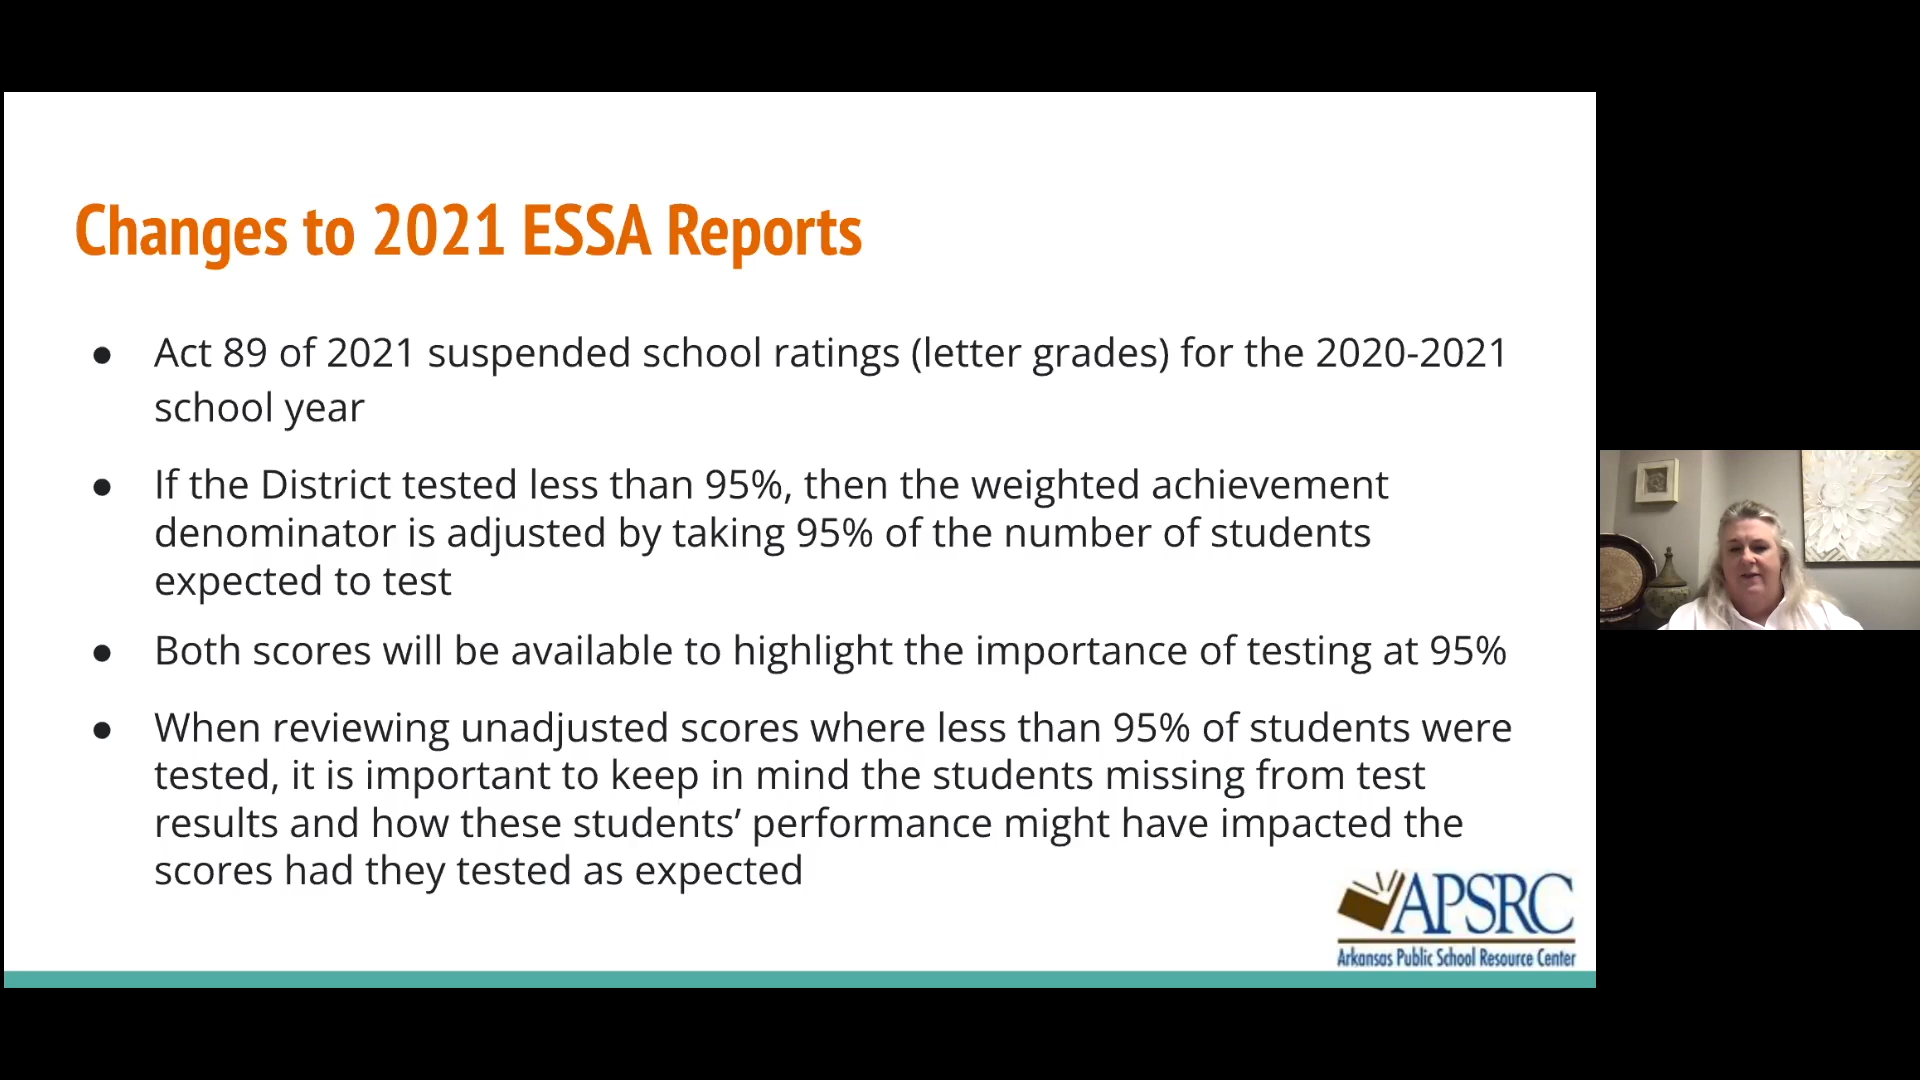 Changes to 2021 ESSA Reports
● Act 89 of 2021 suspended school ratings (letter grades) for the 2020-2021
school year
● If the District tested less than 95%, then the weighted achievement
denominator is adjusted by taking 95% of the number of students
expected to test
● Both scores will be available to highlight the importance of testing at 95%
● When reviewing unadjusted scores where less than 95% of students were
tested, it is important to keep in mind the students missing from test
results and how these students’ performance might have impacted the
scores had they tested as expected
APSRC
Arkansas Public School Resource Center